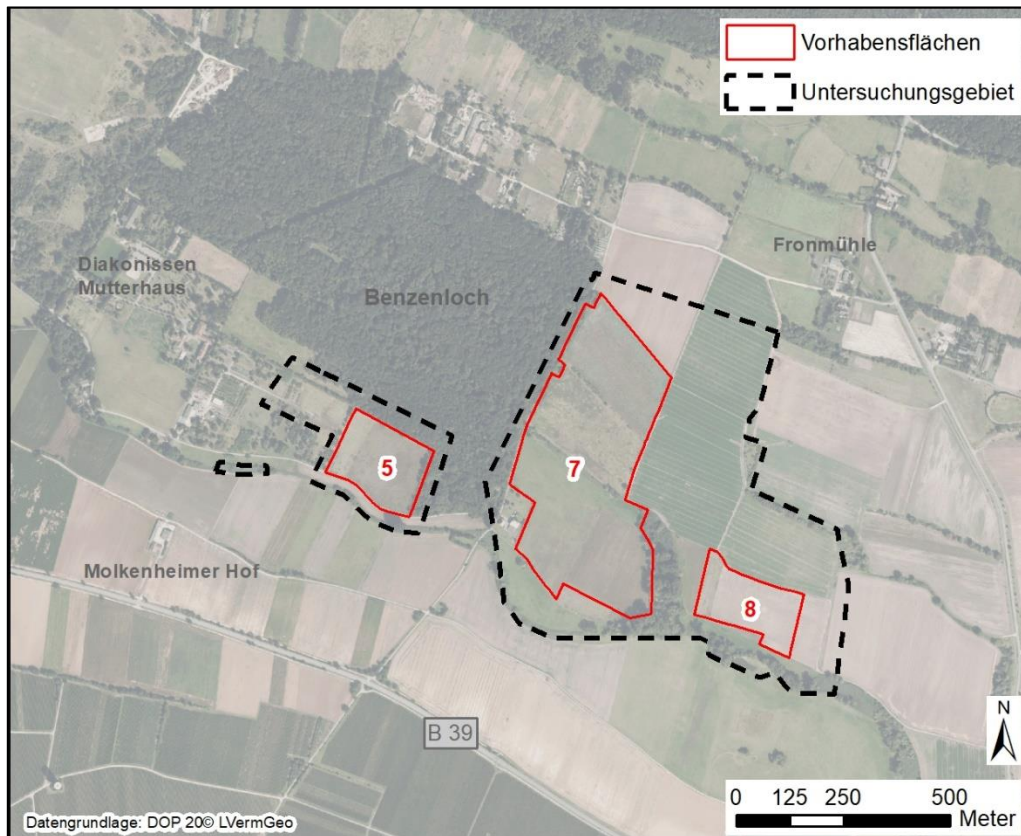 Vorhabensflächen
Untersuchungsgebiet
Fronmühle
Diakonissen
Mutterhaus
Benzenloch
5
7
Molkenheimer Hof
8
B 39
N
0 125 250 500
Meter
Datengrundlage: DOP 20© LVermGeo